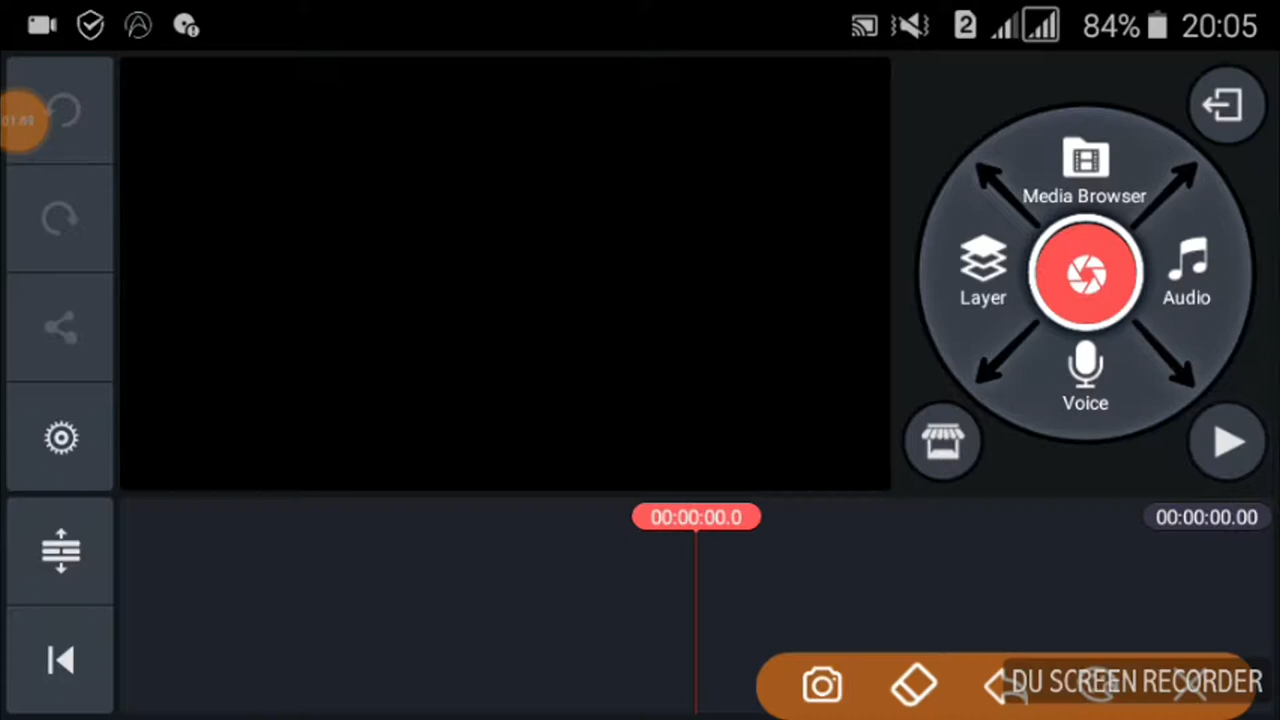 2 84% 20:05
Media Browser
Layer
Audio
Voice
00:00:00.0
00:00:00.00
DU SCREEN RECORDER